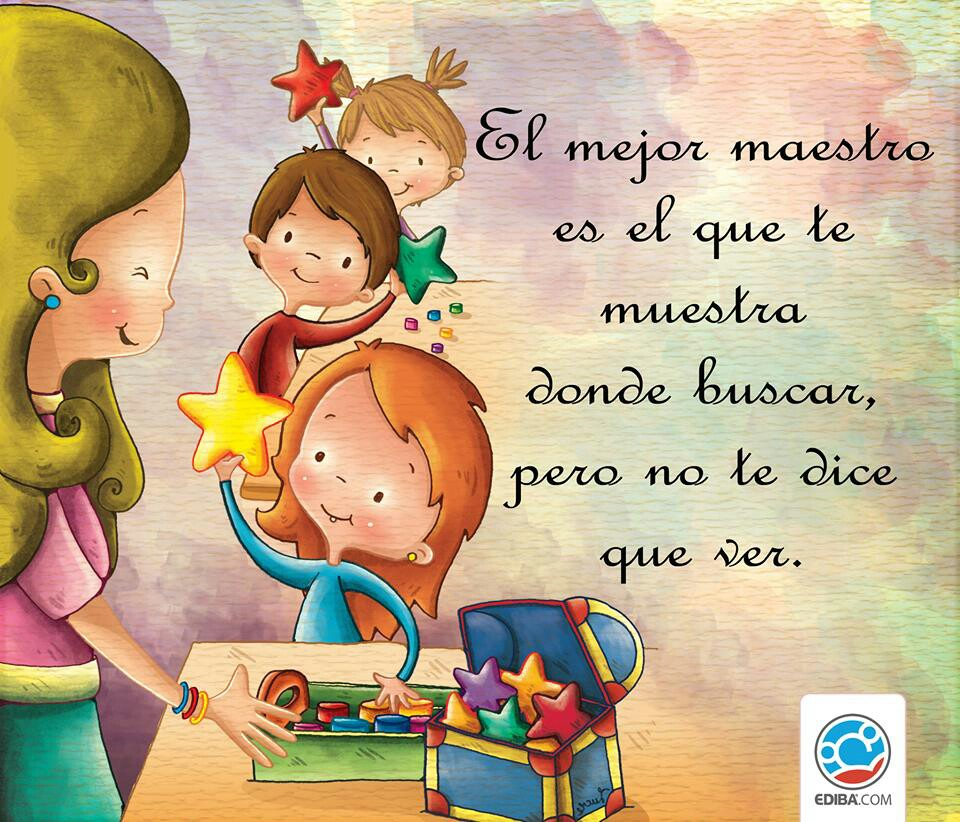 El mejor maestro
es el que te
muestra
donde buscar,
pero no te dice
que ver.
EDIBA.COM